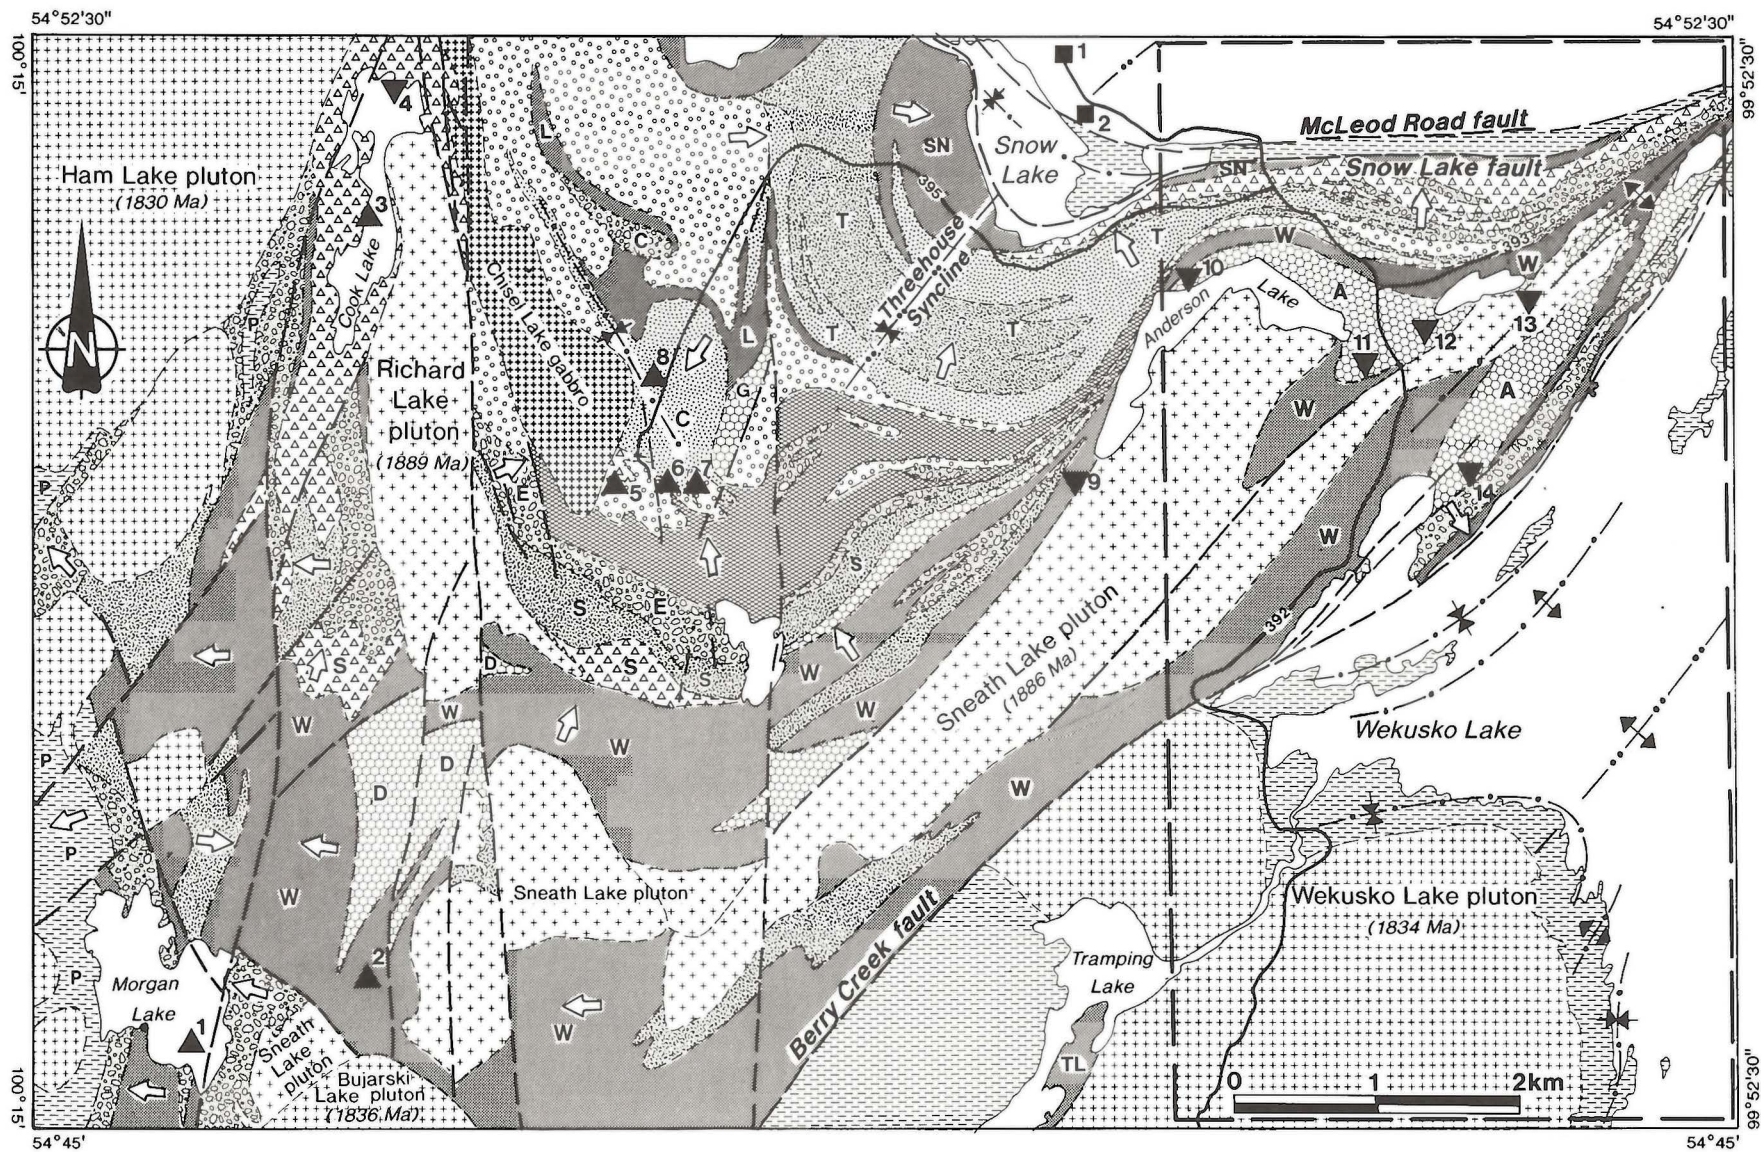 54°52'30"
54°52'30"
100°15'
99°52'30"
1
2
4
McLeod Road fault
Snow Lake
SN
SN
Snow Lake fault
Ham Lake pluton
(1830 Ma)
L
395
3
C
T
T
W
393
W
Cook Lake
Chisel Lake gabbro
Threehouse Syncline
10
Anderson
Lake
A
P
N
L
T
T
13
8
11
12
Richard
Lake
pluton
(1889 Ma)
G
A
C
W
P
E
5
6
7
9
14
S
W
S
E
392
S
D
S
S
W
Sneath Lake pluton
(1886 Ma)
W
W
W
W
Wekusko Lake
P
D
D
W
P
W
Sneath Lake pluton
Wekusko Lake pluton
(1834 Ma)
Berry Creek fault
2
P
Morgan
Lake
Tramping
Lake
1
W
Sneath
Lake
pluton
Bujarski
Lake pluton
(1836 Ma)
TL
0 1 2km
100°15'
99°52'30"
54°45'
54°45'